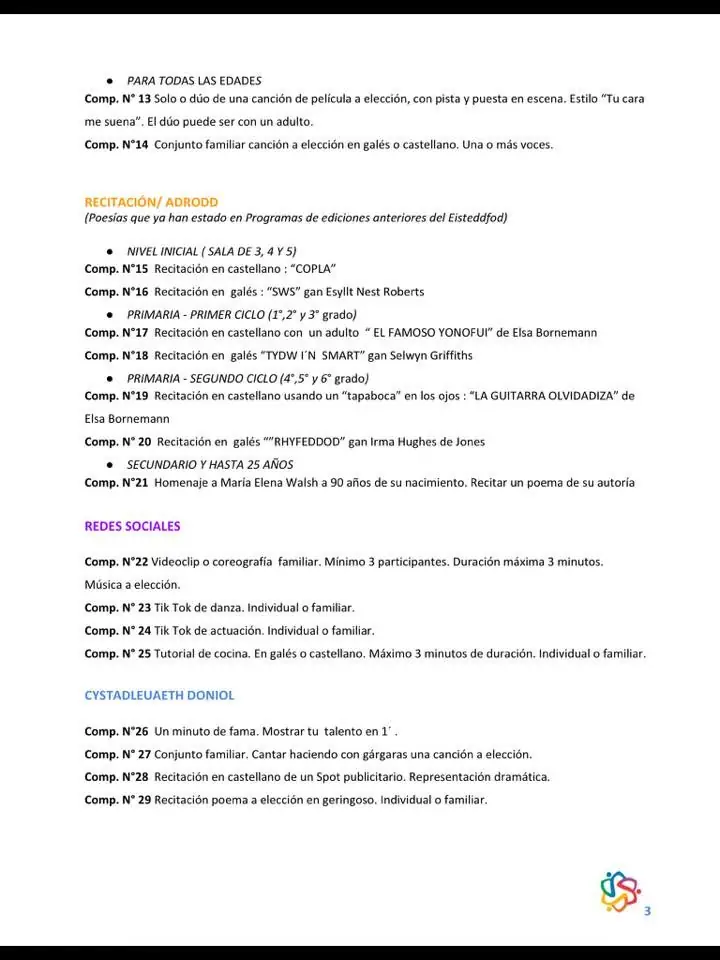 ● PARA TODAS LAS EDADES
Comp. N° 13 Solo o dúo de una canción de película a elección, con pista y puesta en escena. Estilo “Tu cara
me suena”. El dúo puede ser con un adulto.
Comp. N°14 Conjunto familiar canción a elección en galés o castellano. Una o más voces.
RECITACIÓN/ ADRODD
(Poesías que ya han estado en Programas de ediciones anteriores del Eisteddfod)
● NIVEL INICIAL ( SALA DE 3, 4 Y 5)
Comp. N°15 Recitación en castellano : “COPLA”
Comp. N°16 Recitación en galés : “SWS” gan Esyllt Nest Roberts
● PRIMARIA - PRIMER CICLO (1°,2° y 3° grado)
Comp. N°17 Recitación en castellano con un adulto “ EL FAMOSO YONOFUI” de Elsa Bornemann
Comp. N°18 Recitación en galés “TYDW I´N SMART” gan Selwyn Griffiths
● PRIMARIA - SEGUNDO CICLO (4°,5° y 6° grado)
Comp. N°19 Recitación en castellano usando un “tapaboca” en los ojos : “LA GUITARRA OLVIDADIZA” de
Elsa Bornemann
Comp. N° 20 Recitación en galés “”RHYFEDDOD” gan Irma Hughes de Jones
● SECUNDARIO Y HASTA 25 AÑOS
Comp. N°21 Homenaje a María Elena Walsh a 90 años de su nacimiento. Recitar un poema de su autoría
REDES SOCIALES
Comp. N°22 Videoclip o coreografía familiar. Mínimo 3 participantes. Duración máxima 3 minutos.
Música a elección.
Comp. N° 23 Tik Tok de danza. Individual o familiar.
Comp. N° 24 Tik Tok de actuación. Individual o familiar.
Comp. N° 25 Tutorial de cocina. En galés o castellano. Máximo 3 minutos de duración. Individual o familiar.
CYSTADLEUAETH DONIOL
Comp. N°26 Un minuto de fama. Mostrar tu talento en 1´ .
Comp. N° 27 Conjunto familiar. Cantar haciendo con gárgaras una canción a elección.
Comp. N°28 Recitación en castellano de un Spot publicitario. Representación dramática.
Comp. N° 29 Recitación poema a elección en geringoso. Individual o familiar.
3